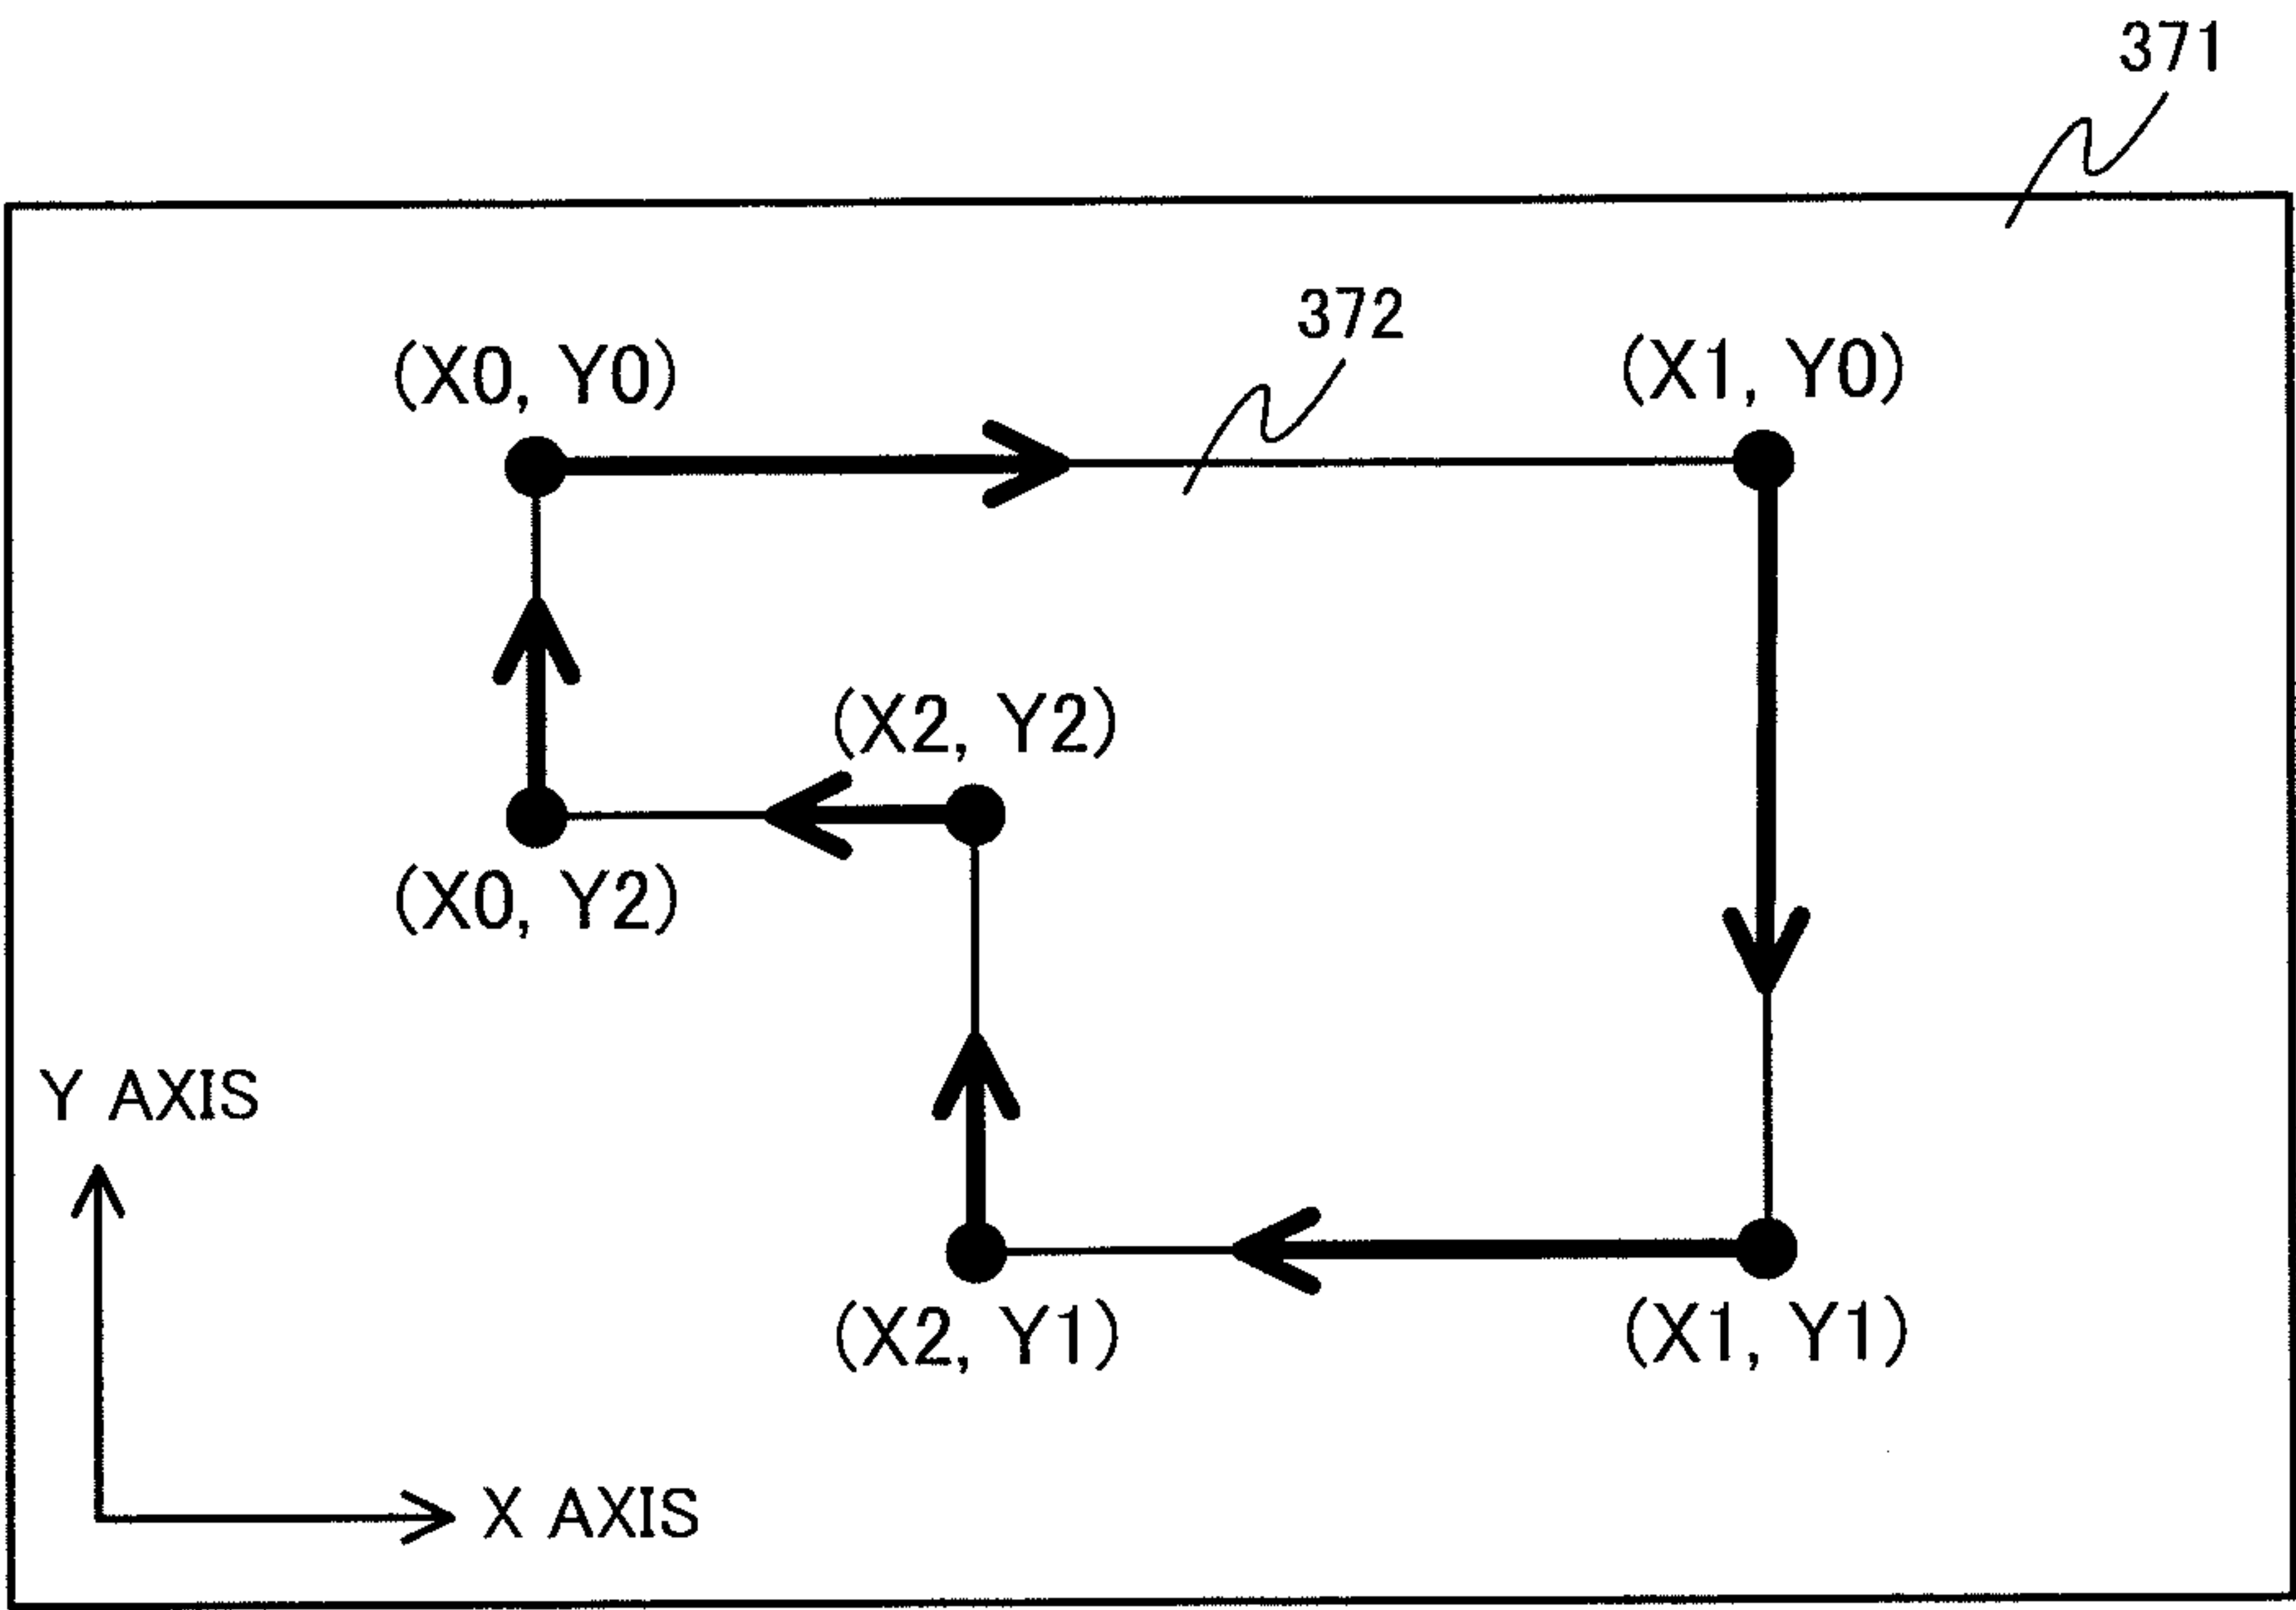 371
372
(X0, Y0)
(X1, Y0)
(X2, Y2)
(X0, Y2)
Y AXIS
(X2, Y1)
(X1, Y1)
X AXIS